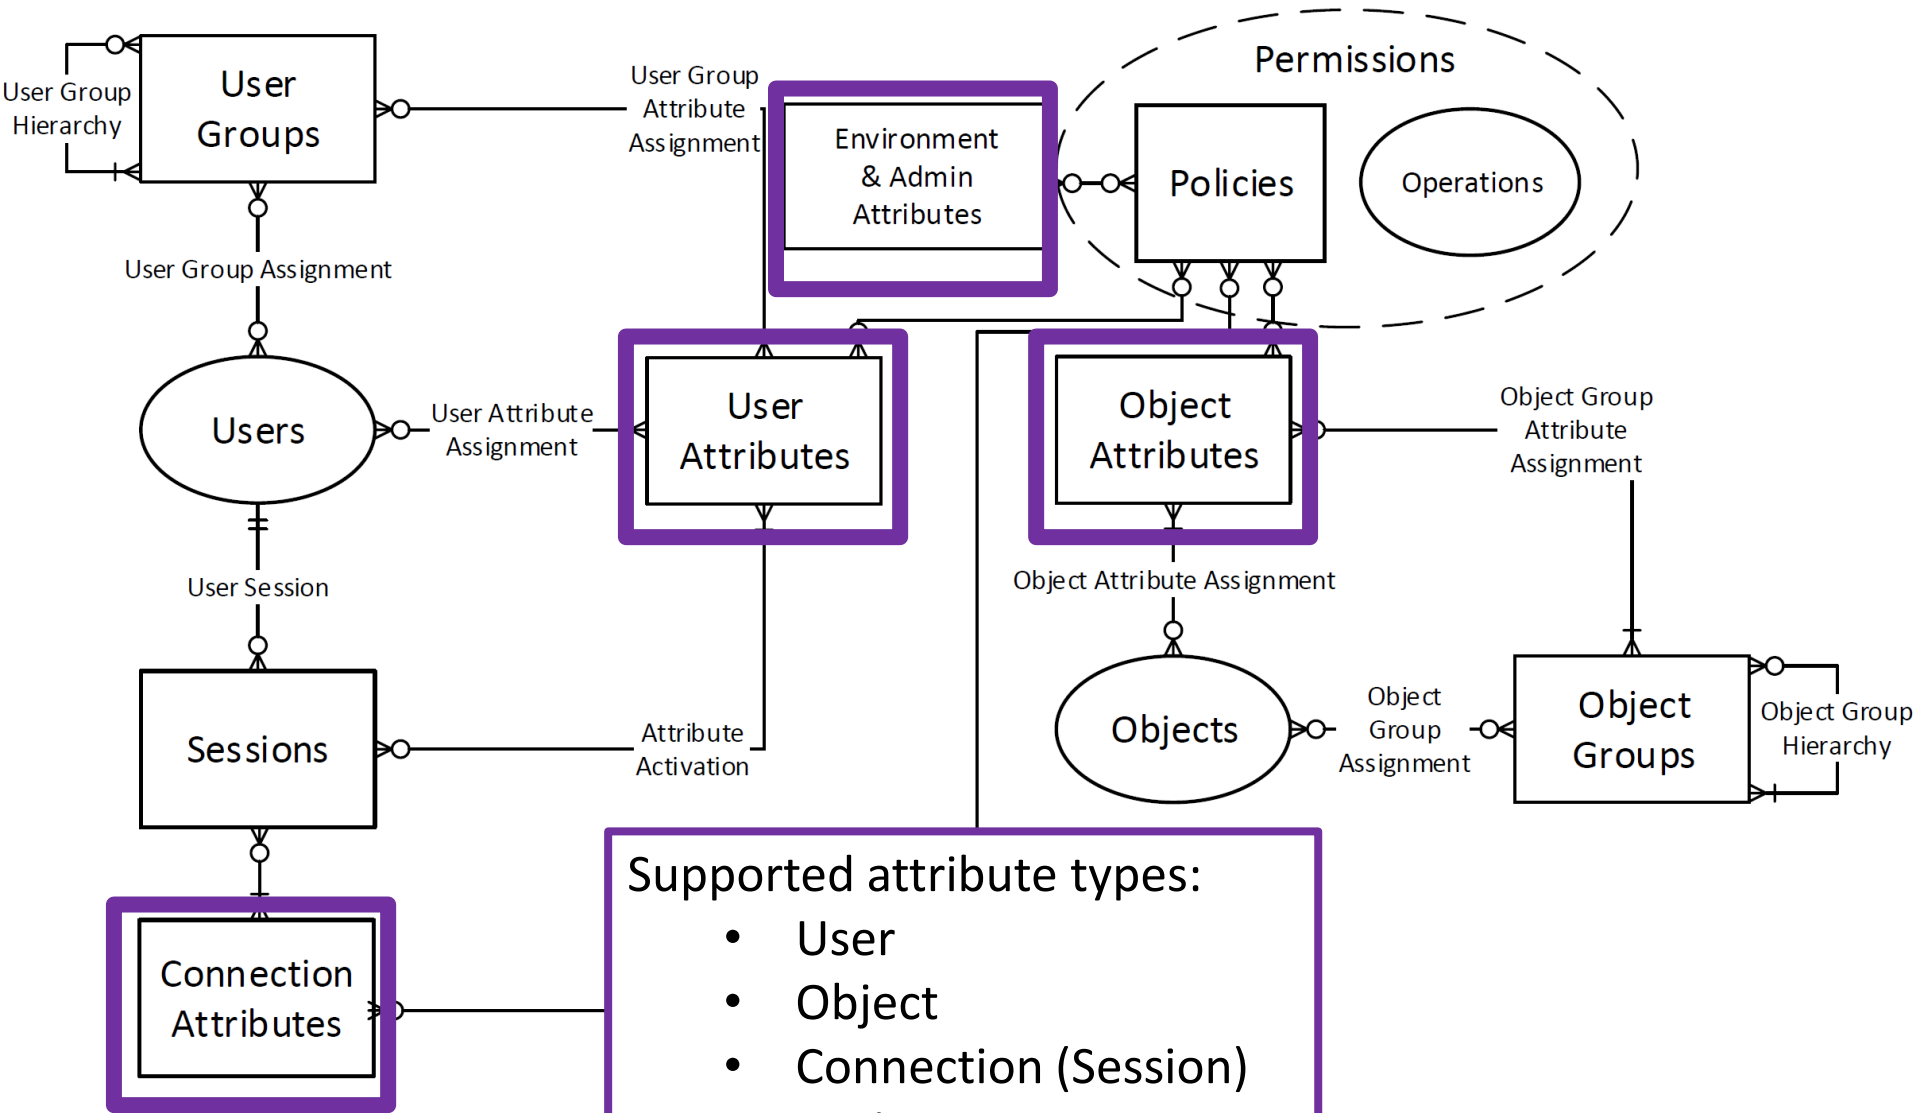 User
Groups
User Group
Hierarchy
User Group
Attribute
Assignment
Environment
& Admin
Attributes
Permissions
Policies
Operations
User Group Assignment
Users
User Attribute
Assignment
User
Attributes
Object
Attributes
Object Group
Attribute
Assignment
User Session
Object Attribute Assignment
Sessions
Attribute
Activation
Objects
Object
Group
Assignment
Object
Groups
Object Group
Hierarchy
Connection
Attributes
Supported attribute types:
• User
• Object
• Connection (Session)